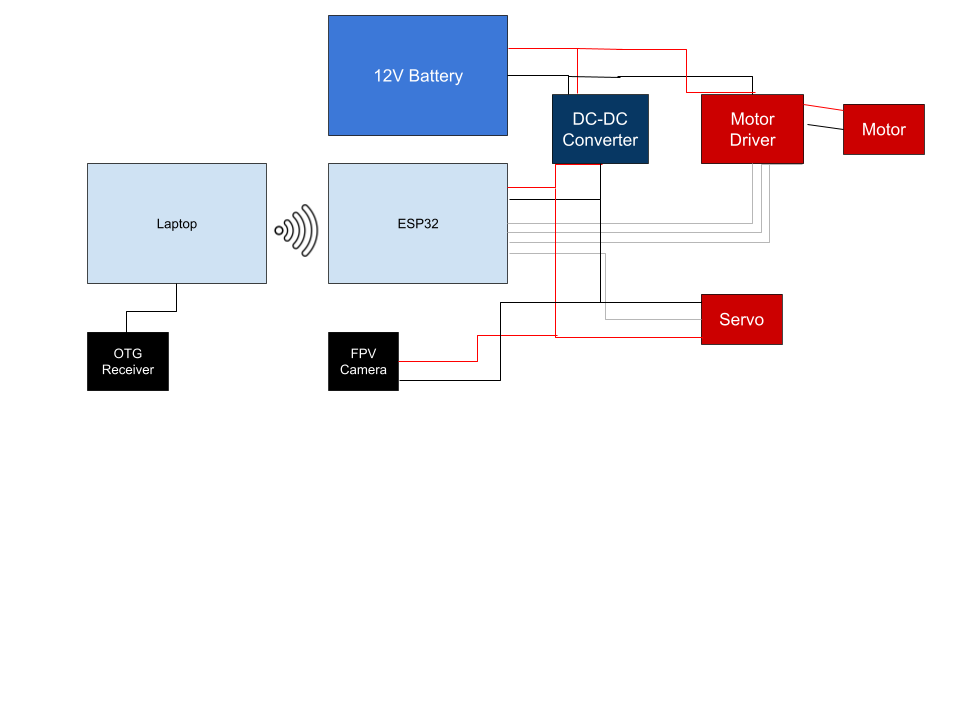 12V Battery
DC-DC
Converter
Motor
Driver
Motor
Laptop
ESP32
Servo
OTG
Receiver
FPV
Camera